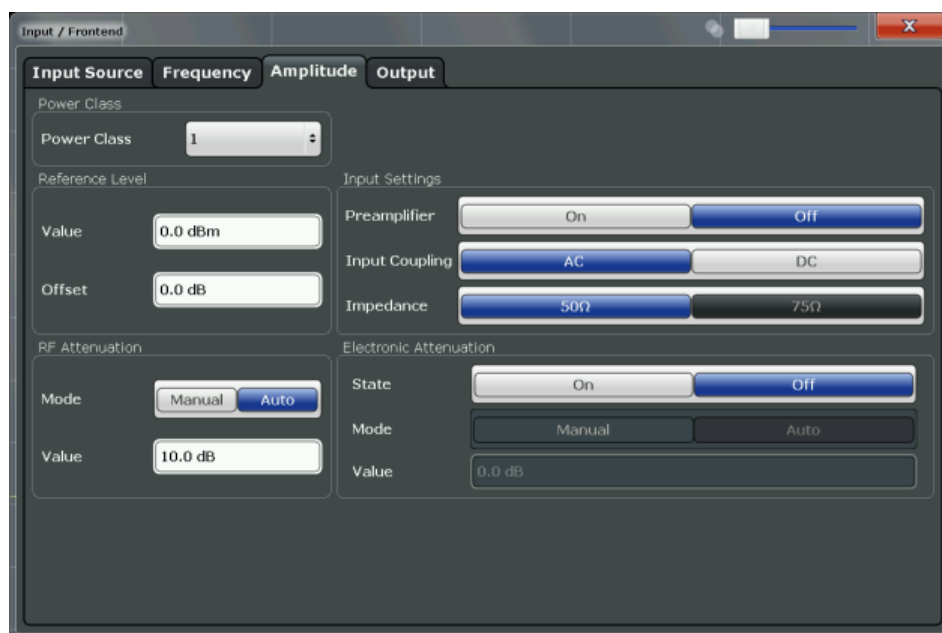 Input / Frontend
X
Input Source Frequency Amplitude Output
Power Class
Power Class 1
Reference Level
Value 0.0 dBm
Offset 0.0 dB
Input Settings
Preamplifier On Off
Input Coupling AC DC
Impedance 50Ω 75Ω
RF Attenuation
Mode Manual Auto
Value 10.0 dB
Electronic Attenuation
State On Off
Mode Manual Auto
Value 0.0 dB